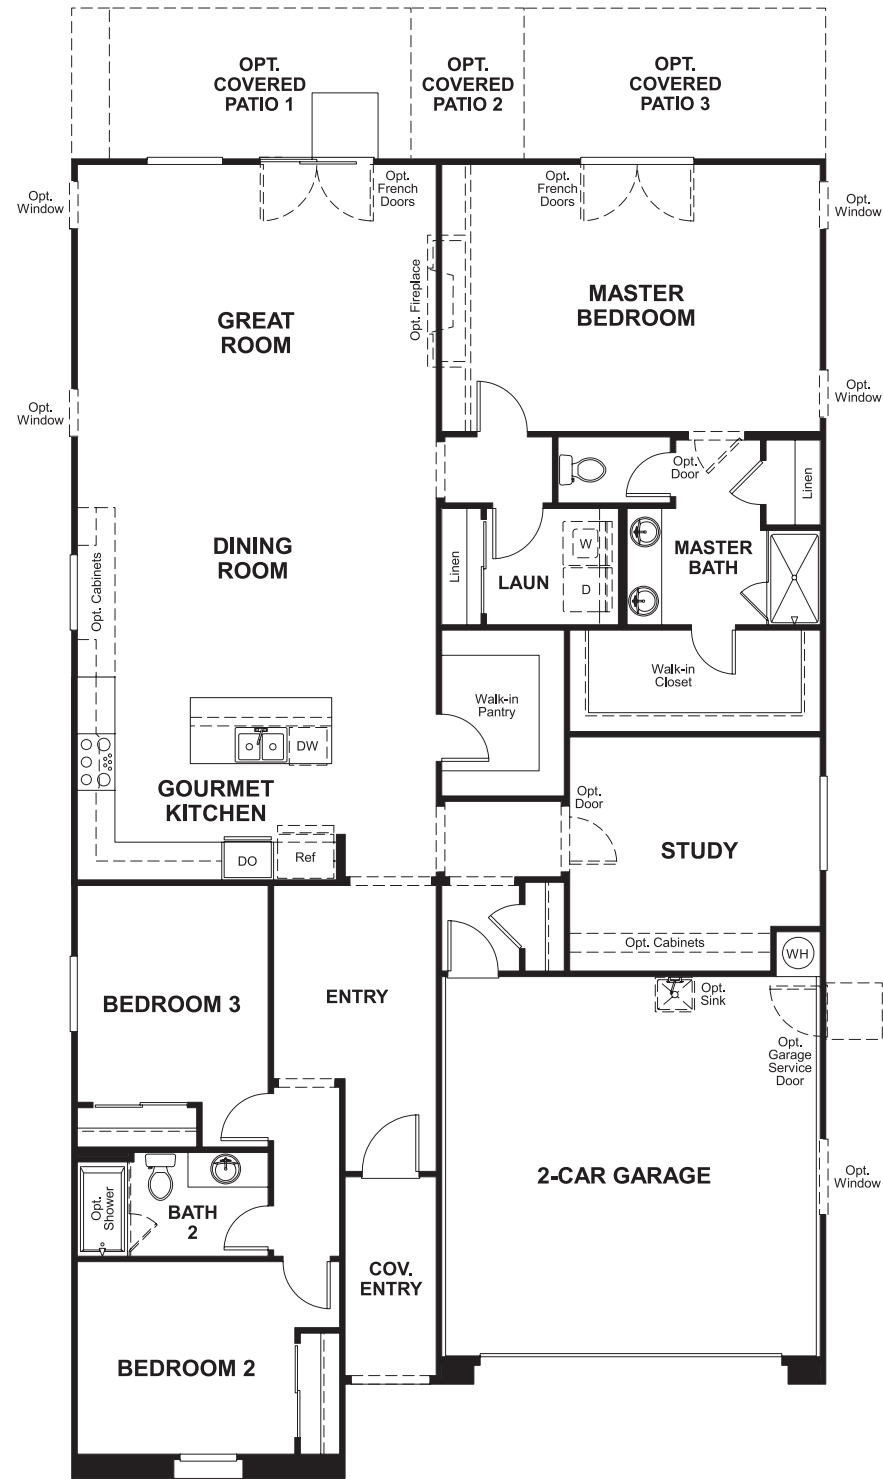 OPT.
COVERED
PATIO 1
OPT.
COVERED
PATIO 2
OPT.
COVERED
PATIO 3
Opt.
Window
Opt.
French
Doors
Opt.
French
Doors
Opt.
Window
Opt. Fireplace
GREAT
ROOM
MASTER
BEDROOM
Opt.
Window
Opt.
Window
Opt.
Door
Linen
DINING
ROOM
Opt. Cabinets
Linen
LAUN
W
D
MASTER
BATH
Walk-in
Closet
Walk-in
Pantry
DW
GOURMET
KITCHEN
DO
Ref
Opt.
Door
STUDY
Opt. Cabinets
WH
BEDROOM 3
ENTRY
Opt.
Sink
Opt.
Garage
Service
Door
2-CAR GARAGE
Opt.
Window
Opt.
Shower
BATH
2
COV.
ENTRY
BEDROOM 2